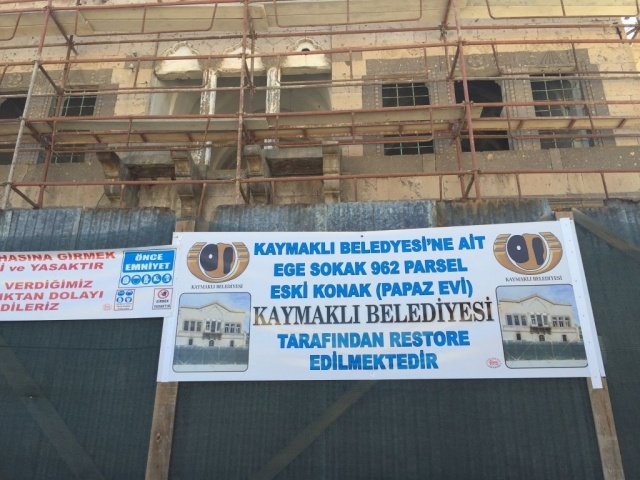 HASINA GİRMEK
İ ve YASAKTIR
VERDİĞİMİZ
IKTAN DOLAYI
DİLERİZ
ÖNCE
EMNİYET
KAYMAKLI BELEDİYESİ
KAYMAKLI BELEDYESİ'NE AİT
EGE SOKAK 962 PARSEL
ESKİ KONAK (PAPAZ EVİ)
KAYMAKLI BELEDİYESİ
TARAFINDAN RESTORE
EDİLMEKTEDİR
KAYMAKLI BELEDİYESİ